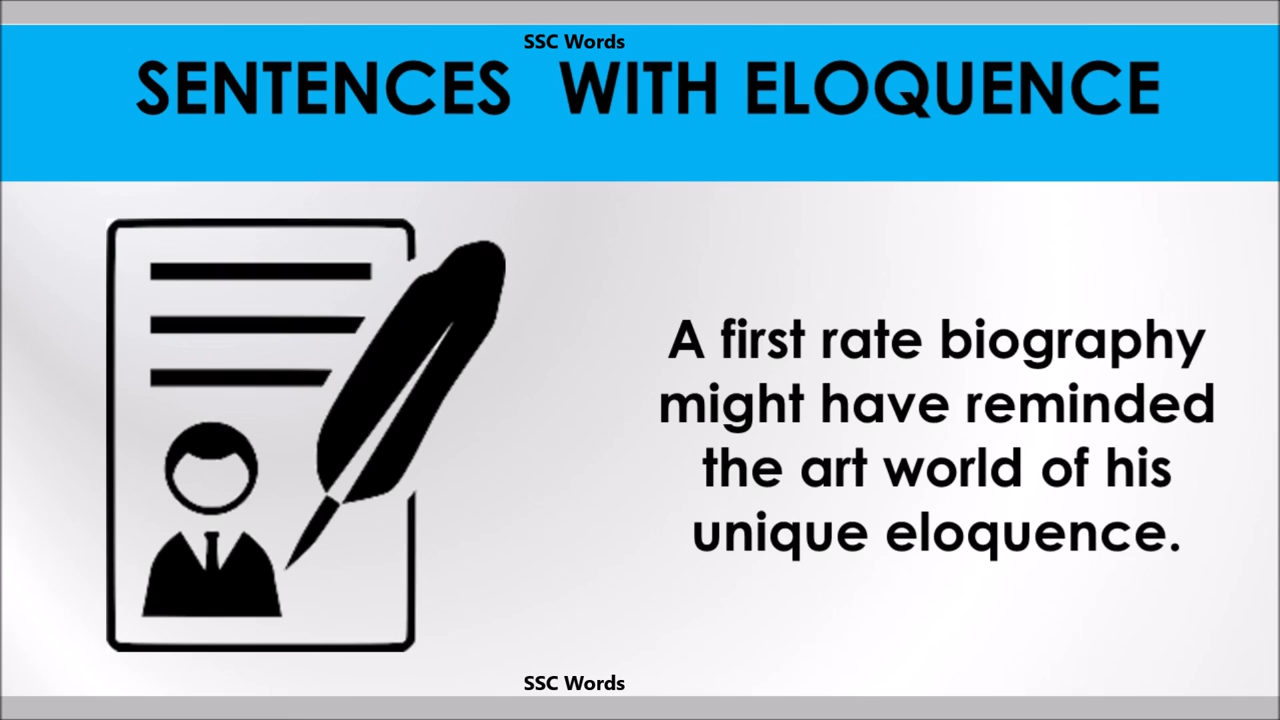 SSC Words
SENTENCES WITH ELOQUENCE
A first rate biography
might have reminded
the art world of his
unique eloquence.
SSC Words